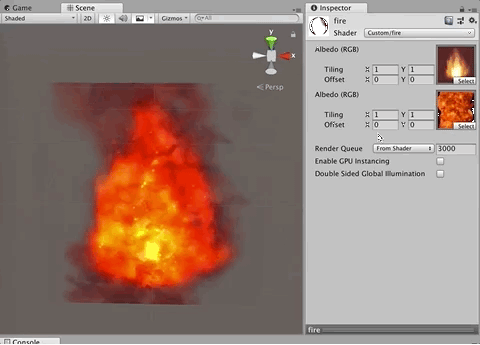 Game
Scene
Shaded
2D
Gizmos
All
y
x
Persp
Console
Inspector
fire
Shader
Custom/fire
Albedo (RGB)
Tiling X 1 Y 1
Offset X 0 Y 0
Select
Albedo (RGB)
Tiling X 1 Y 1
Offset X 0 Y 0
Select
Render Queue
From Shader
3000
Enable GPU Instancing
Double Sided Global Illumination
fire